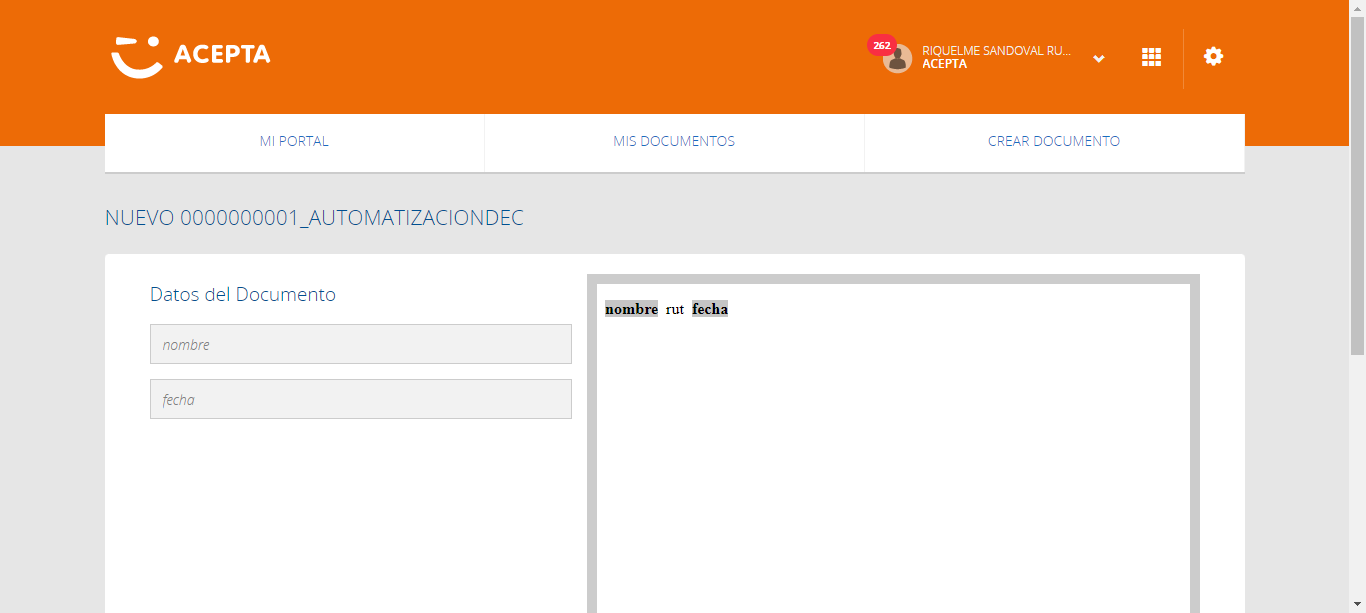 ACEPTA
262
RIQUELME SANDOVAL RU...
ACEPTA
MI PORTAL
MIS DOCUMENTOS
CREAR DOCUMENTO
NUEVO 0000000001_AUTOMATIZACIONDEC
Datos del Documento
nombre
fecha
nombre rut fecha